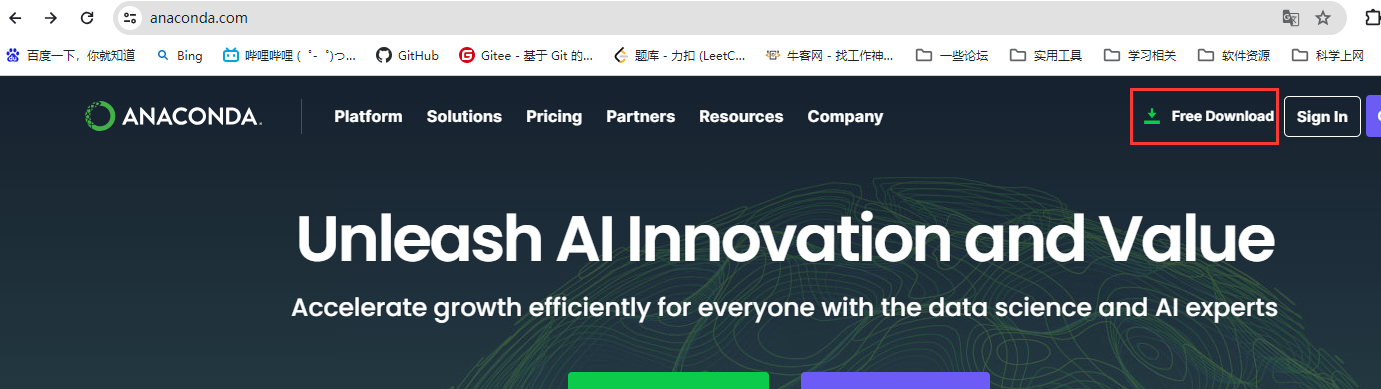 anaconda.com
百度一下，你就知道 Bing 哔哩哔哩 (゜-゜)つ... GitHub Gitee - 基于 Git 的... 题库 - 力扣 (LeetC... 牛客网 - 找工作神... 一些论坛 实用工具 学习相关 软件资源 科学上网
ANACONDA. Platform Solutions Pricing Partners Resources Company Free Download Sign In
Unleash AI Innovation and Value
Accelerate growth efficiently for everyone with the data science and AI experts